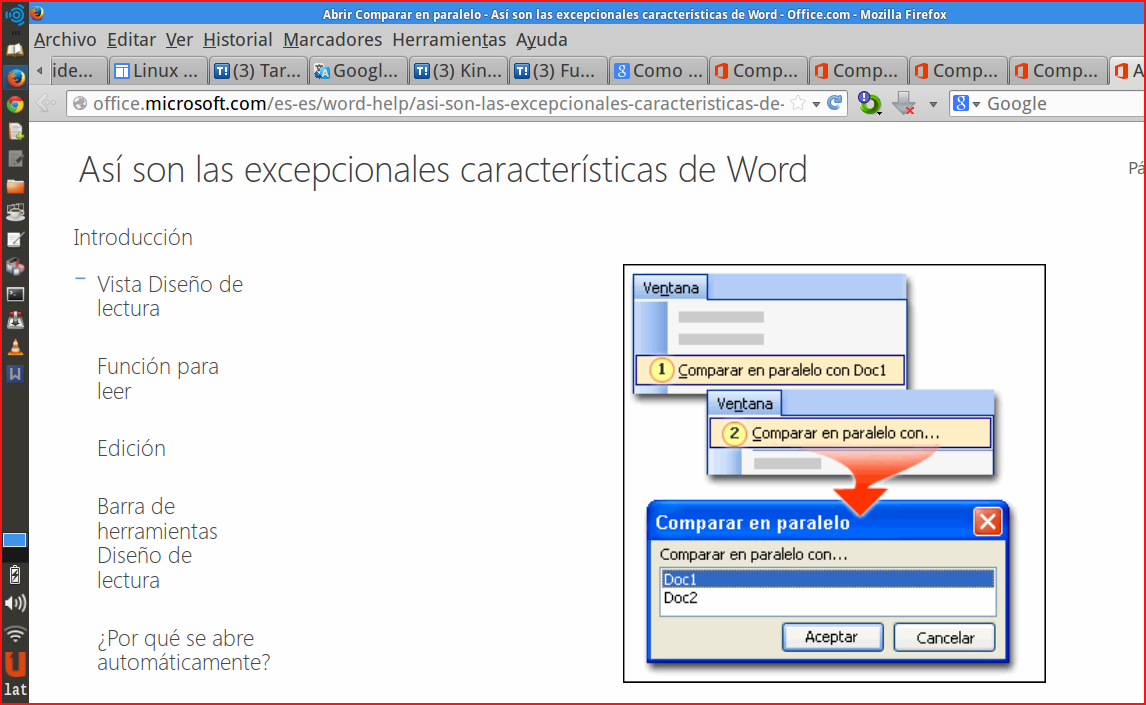 Abrir Comparar en paralelo - Así son las excepcionales características de Word - Office.com - Mozilla Firefox
Archivo Editar Ver Historial Marcadores Herramientas Ayuda
ide... Linux ... (3) Tar... Googl... (3) Kin... (3) Fu... Como ... Comp... Comp... Comp... Comp... A
office.microsoft.com/es-es/word-help/asi-son-las-excepcionales-caracteristicas-de- Google
Así son las excepcionales características de Word
Pá
Introducción
Vista Diseño de
lectura
Función para
leer
Edición
Barra de
herramientas
Diseño de
lectura
¿Por qué se abre
automáticamente?
Ventana
1 Comparar en paralelo con Doc1
Ventana
2 Comparar en paralelo con...
Comparar en paralelo
Comparar en paralelo con...
Doc1
Doc2
Aceptar Cancelar
lat